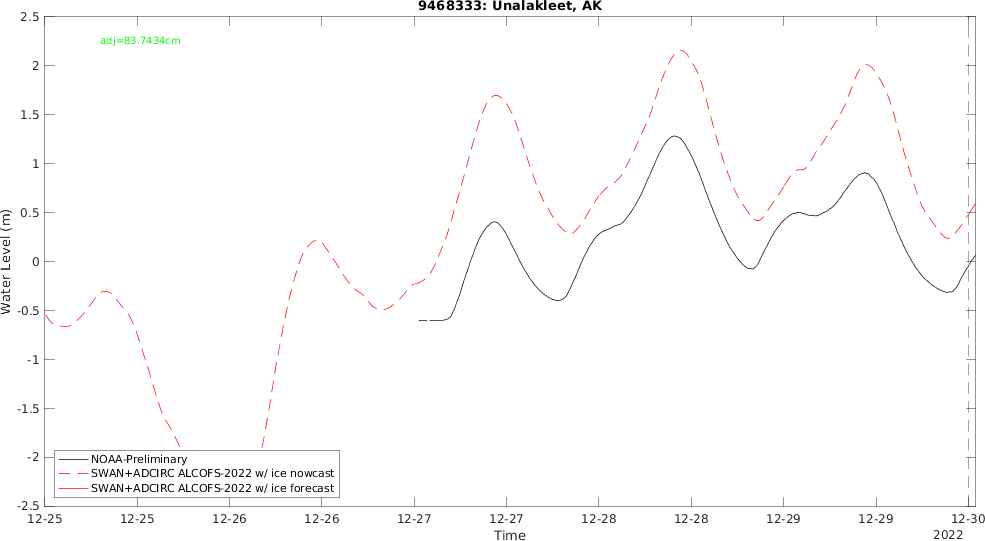 9468333: Unalakleet, AK
adj=83.7434cm
Water Level (m)
2.5
2
1.5
1
0.5
0
-0.5
-1
-1.5
-2
-2.5
NOAA-Preliminary
SWAN+ADCIRC ALCOFS-2022 w/ ice nowcast
SWAN+ADCIRC ALCOFS-2022 w/ ice forecast
12-25 12-25 12-26 12-26 12-27 12-27 12-28 12-28 12-29 12-29 12-30
Time
2022